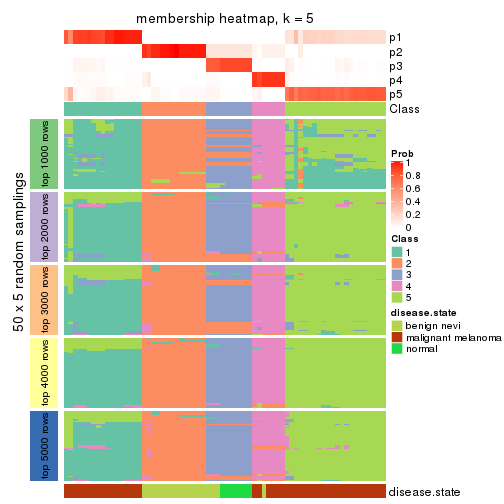 membership heatmap, k = 5
p1
p2
p3
p4
p5
Class
50 x 5 random samplings
top 1000 rows
top 2000 rows
top 3000 rows
top 4000 rows
top 5000 rows
disease.state
Prob
1
0.8
0.6
0.4
0.2
0
Class
1
2
3
4
5
disease.state
benign nevi
malignant melanoma
normal